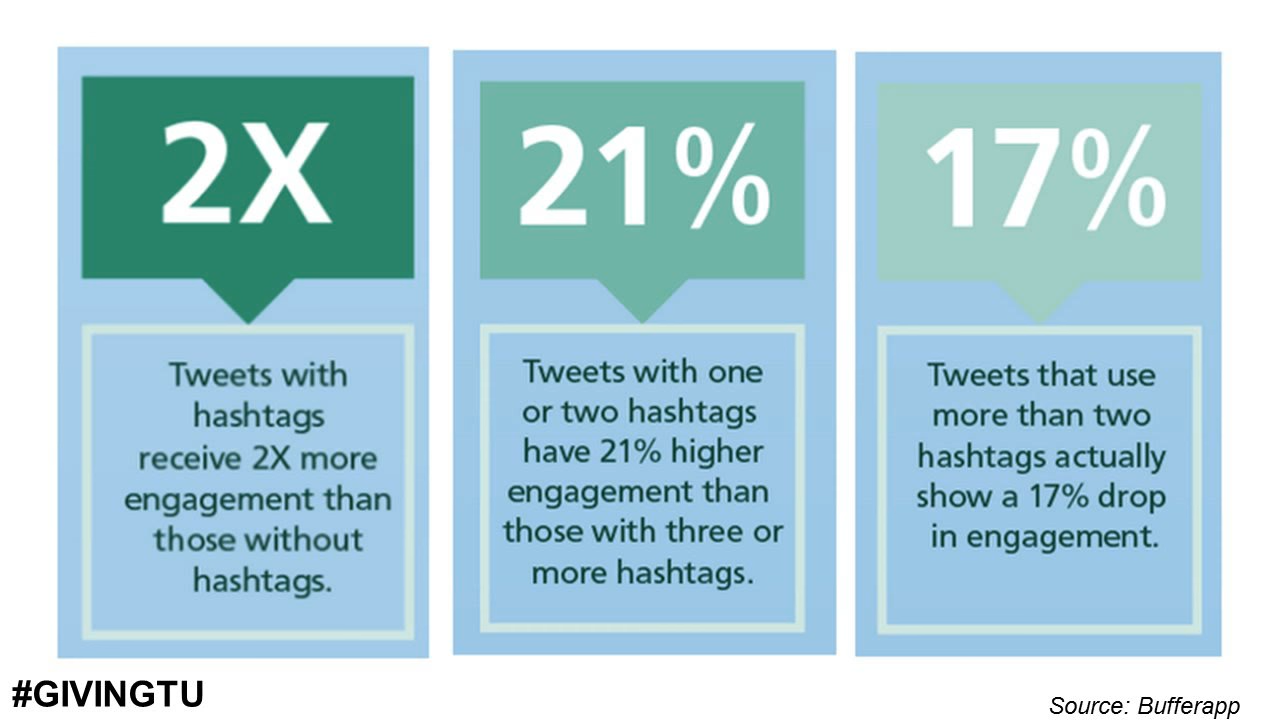 2X
Tweets with
hashtags
receive 2X more
engagement than
those without
hashtags.
21%
Tweets with one
or two hashtags
have 21% higher
engagement than
those with three or
more hashtags.
17%
Tweets that use
more than two
hashtags actually
show a 17% drop
in engagement.
#GIVINGTU
Source: Bufferapp